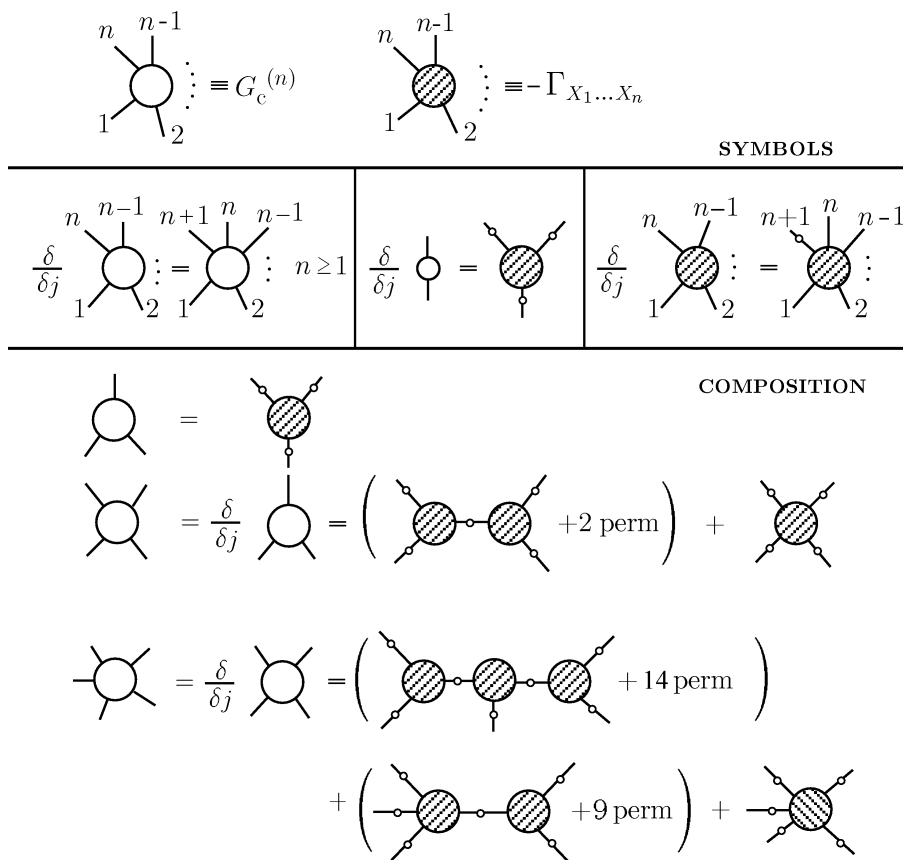 n n-1
≡ G_c^(n)
1 2
n n-1
≡ -Γ_{X_1...X_n}
1 2
SYMBOLS
n n-1 n+1 n n-1
δ/δj = n ≥ 1
1 2 1 2
δ/δj =
n n-1 n+1 n n-1
δ/δj =
1 2 1 2
COMPOSITION
=
= δ/δj = ( +2 perm ) +
= δ/δj = ( +14 perm )
+ ( +9 perm ) +